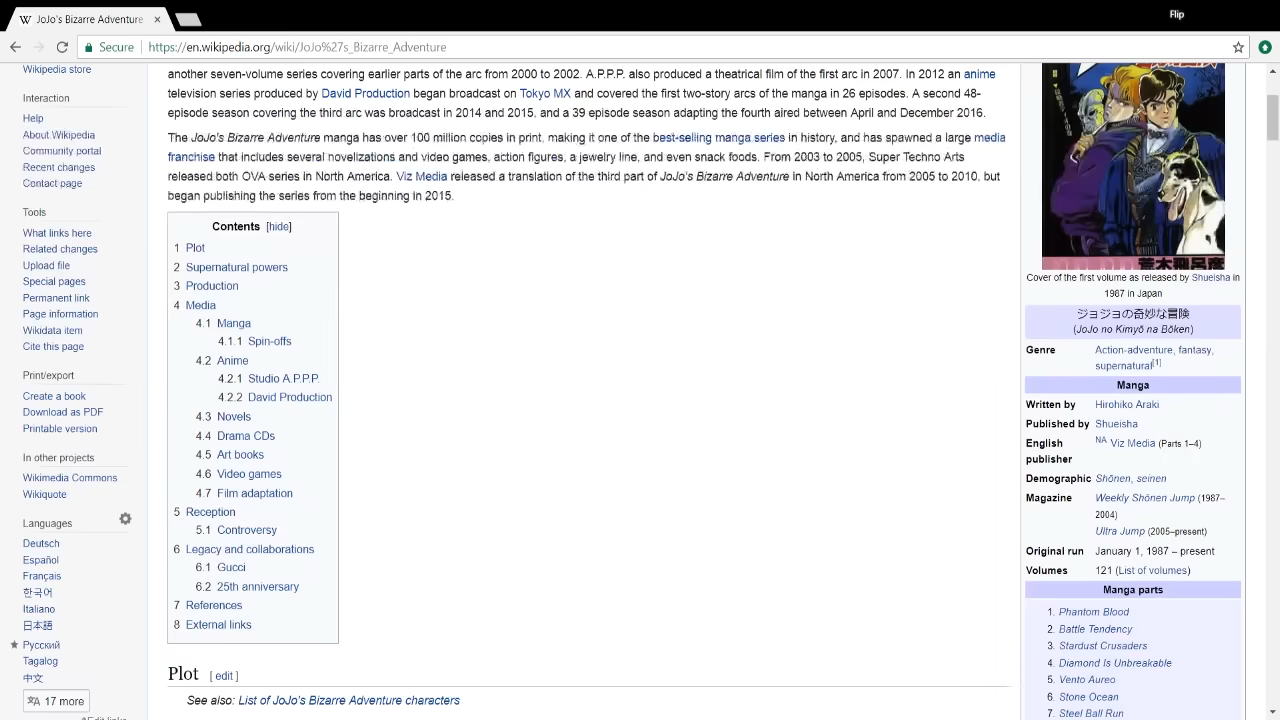 JoJo's Bizarre Adventure
Flip
Secure https://en.wikipedia.org/wiki/JoJo%27s_Bizarre_Adventure
Wikipedia store
Interaction
Help
About Wikipedia
Community portal
Recent changes
Contact page
Tools
What links here
Related changes
Upload file
Special pages
Permanent link
Page information
Wikidata item
Cite this page
Print/export
Create a book
Download as PDF
Printable version
In other projects
Wikimedia Commons
Wikiquote
Languages
Deutsch
Español
Français
한국어
Italiano
日本語
Русский
Tagalog
中文
17 more
another seven-volume series covering earlier parts of the arc from 2000 to 2002. A.P.P.P. also produced a theatrical film of the first arc in 2007. In 2012 an anime
television series produced by David Production began broadcast on Tokyo MX and covered the first two-story arcs of the manga in 26 episodes. A second 48-
episode season covering the third arc was broadcast in 2014 and 2015, and a 39 episode season adapting the fourth aired between April and December 2016.
The JoJo's Bizarre Adventure manga has over 100 million copies in print, making it one of the best-selling manga series in history, and has spawned a large media
franchise that includes several novelizations and video games, action figures, a jewelry line, and even snack foods. From 2003 to 2005, Super Techno Arts
released both OVA series in North America. Viz Media released a translation of the third part of JoJo's Bizarre Adventure in North America from 2005 to 2010, but
began publishing the series from the beginning in 2015.
Contents [hide]
1 Plot
2 Supernatural powers
3 Production
4 Media
4.1 Manga
4.1.1 Spin-offs
4.2 Anime
4.2.1 Studio A.P.P.P.
4.2.2 David Production
4.3 Novels
4.4 Drama CDs
4.5 Art books
4.6 Video games
4.7 Film adaptation
5 Reception
5.1 Controversy
6 Legacy and collaborations
6.1 Gucci
6.2 25th anniversary
7 References
8 External links
Plot [ edit ]
See also: List of JoJo's Bizarre Adventure characters
荒木飛呂彦
Cover of the first volume as released by Shueisha in
1987 in Japan
ジョジョの奇妙な冒険
(JoJo no Kimyō na Bōken)
Genre Action-adventure, fantasy,
supernatural[1]
Manga
Written by Hirohiko Araki
Published by Shueisha
English NA Viz Media (Parts 1–4)
publisher
Demographic Shōnen, seinen
Magazine Weekly Shōnen Jump (1987–
2004)
Ultra Jump (2005–present)
Original run January 1, 1987 – present
Volumes 121 (List of volumes)
Manga parts
1. Phantom Blood
2. Battle Tendency
3. Stardust Crusaders
4. Diamond Is Unbreakable
5. Vento Aureo
6. Stone Ocean
7. Steel Ball Run